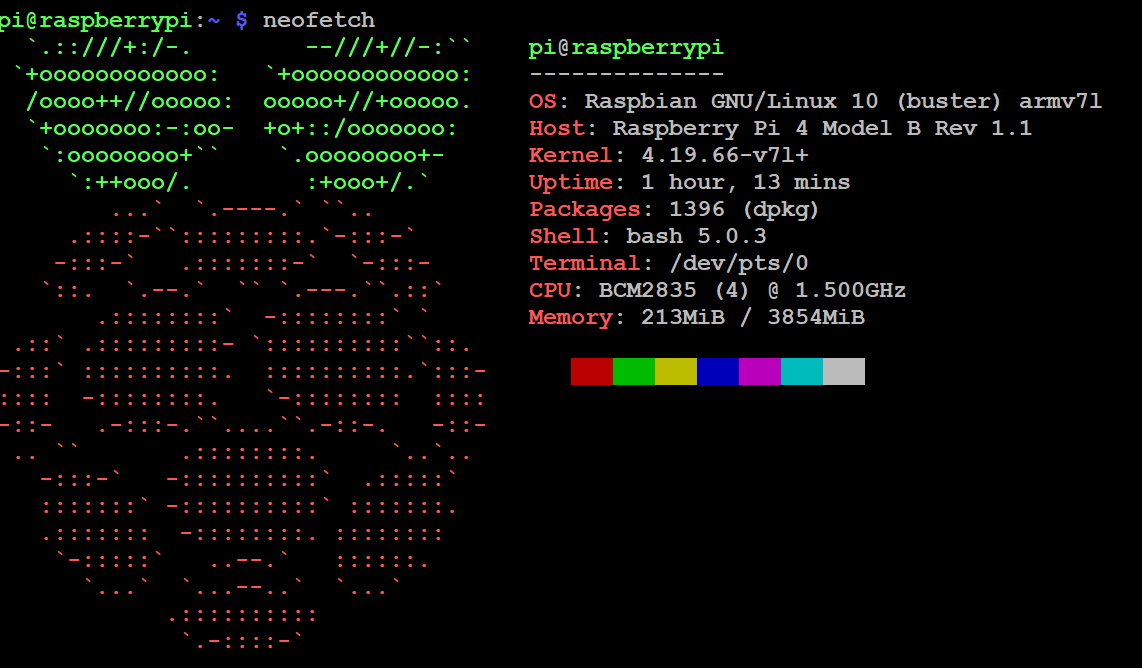 pi@raspberrypi:~ $ neofetch
pi@raspberrypi
--------------
OS: Raspbian GNU/Linux 10 (buster) armv7l
Host: Raspberry Pi 4 Model B Rev 1.1
Kernel: 4.19.66-v7l+
Uptime: 1 hour, 13 mins
Packages: 1396 (dpkg)
Shell: bash 5.0.3
Terminal: /dev/pts/0
CPU: BCM2835 (4) @ 1.500GHz
Memory: 213MiB / 3854MiB